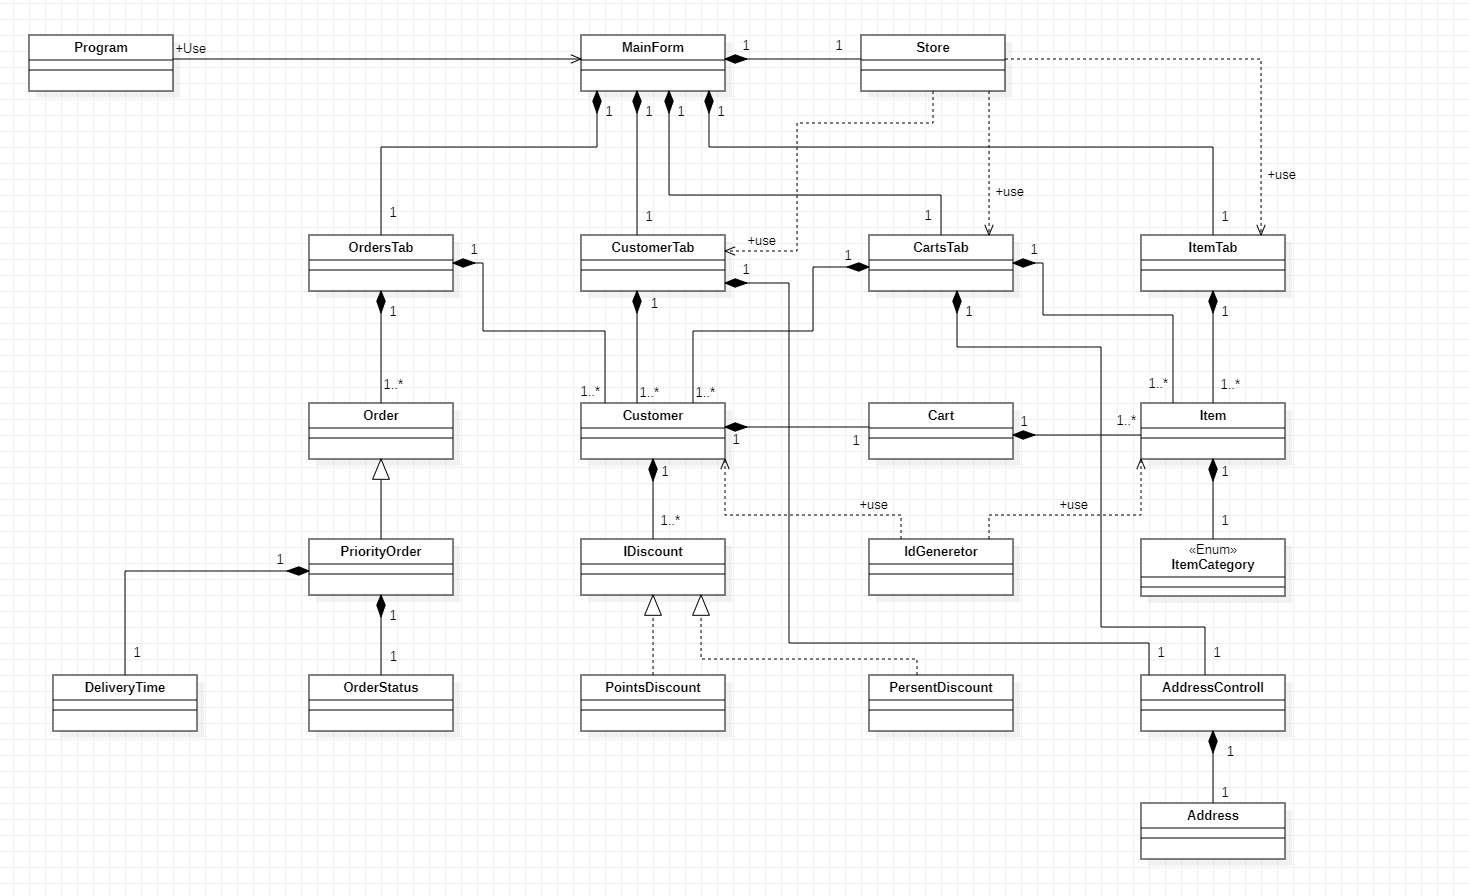 Program
+Use
MainForm
1
1
Store
1
1
1
1
+use
+use
1
1
1
1
+use
OrdersTab
1
CustomerTab
1
1
CartsTab
1
ItemTab
1
1
1
1
1..*
1..*
1..*
1..*
1..*
1..*
Order
Customer
1
1
Cart
1
1..*
Item
1
1
+use
+use
1..*
1
PriorityOrder
1
IDiscount
IdGeneretor
«Enum»
ItemCategory
1
1
1
1
1
DeliveryTime
OrderStatus
PointsDiscount
PersentDiscount
AddressControll
1
1
Address